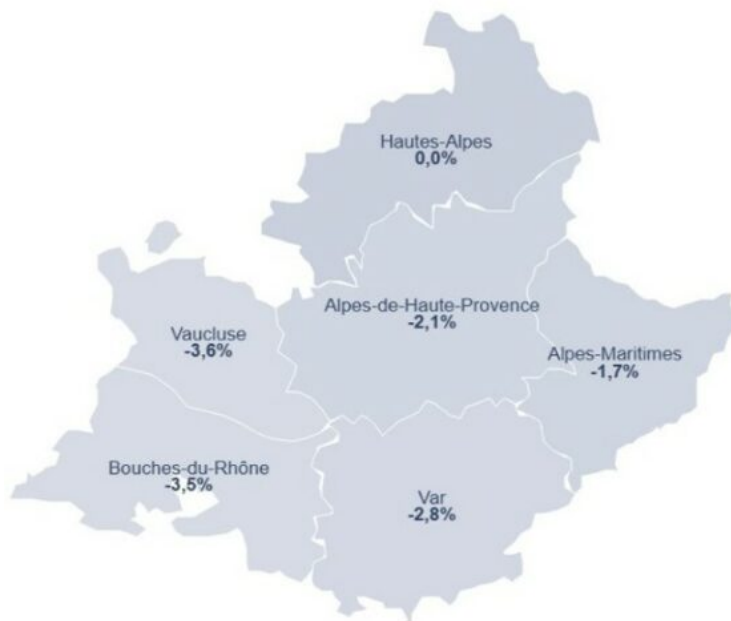 Hautes-Alpes
0,0%
Alpes-de-Haute-Provence
-2,1%
Vaucluse
-3,6%
Alpes-Maritimes
-1,7%
Bouches-du-Rhône
-3,5%
Var
-2,8%